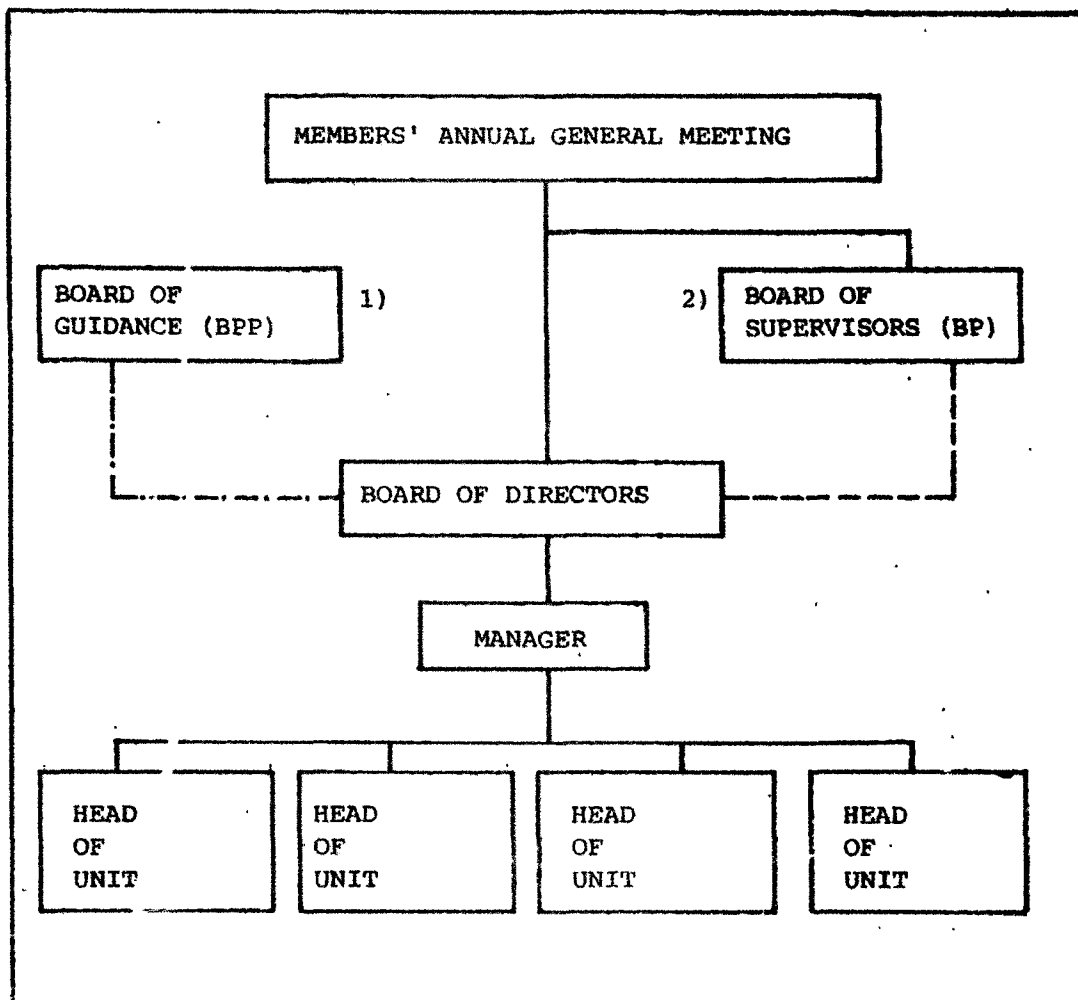 MEMBERS' ANNUAL GENERAL MEETING
BOARD OF
GUIDANCE (BPP)
1)
2)
BOARD OF
SUPERVISORS (BP)
BOARD OF DIRECTORS
MANAGER
HEAD
OF
UNIT
HEAD
OF
UNIT
HEAD
OF
UNIT
HEAD
OF
UNIT